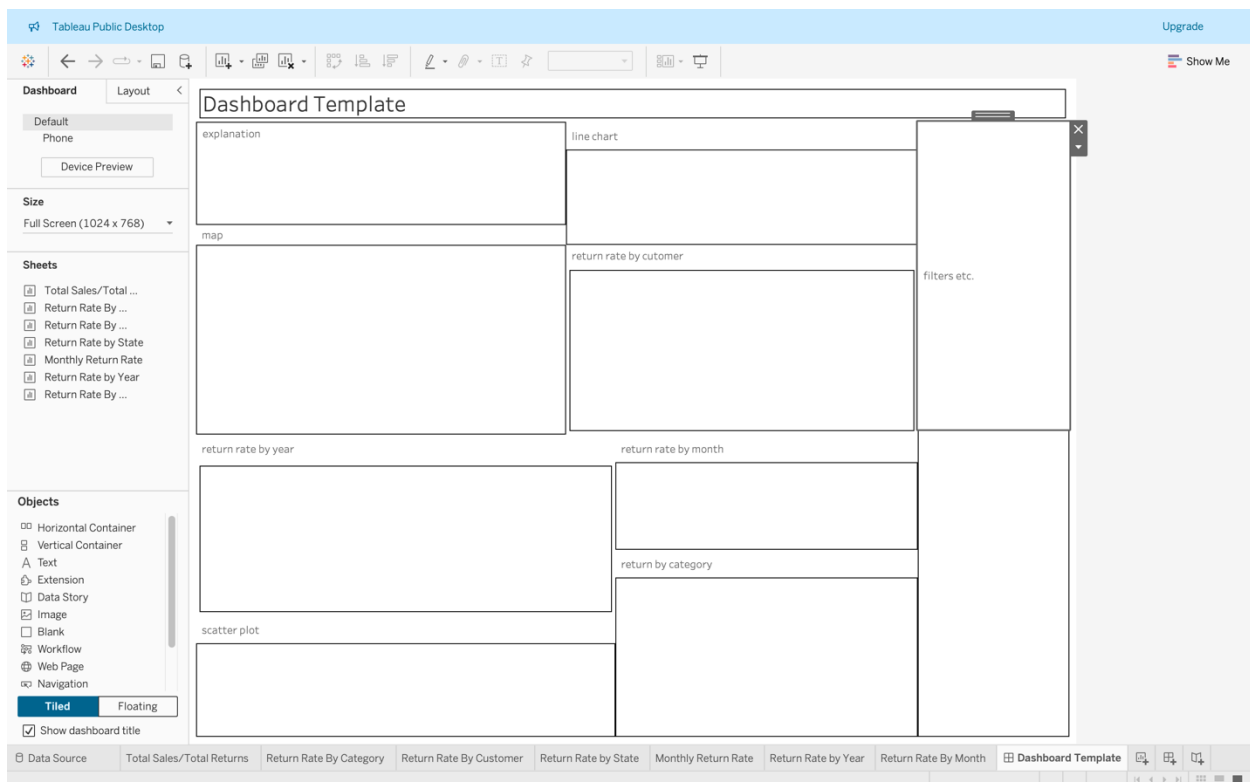 Tableau Public Desktop
Upgrade
Show Me
Dashboard
Layout
Default
Phone
Device Preview
Size
Full Screen (1024 x 768)
Sheets
Total Sales/Total ...
Return Rate By ...
Return Rate By ...
Return Rate by State
Monthly Return Rate
Return Rate by Year
Return Rate By ...
Objects
Horizontal Container
Vertical Container
Text
Extension
Data Story
Image
Blank
Workflow
Web Page
Navigation
Tiled
Floating
Show dashboard title
Dashboard Template
explanation
line chart
map
return rate by cutomer
filters etc.
return rate by year
return rate by month
return by category
scatter plot
Data Source
Total Sales/Total Returns
Return Rate By Category
Return Rate By Customer
Return Rate by State
Monthly Return Rate
Return Rate by Year
Return Rate By Month
Dashboard Template